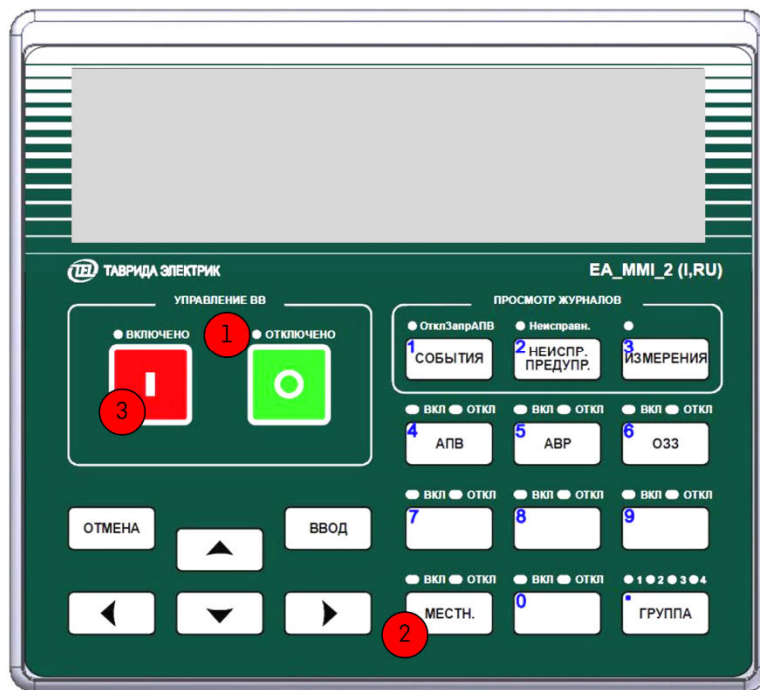 TEL ТАВРИДА ЭЛЕКТРИК
EA_MMI_2 (I,RU)
УПРАВЛЕНИЕ ВВ
ВКЛЮЧЕНО
1
ОТКЛЮЧЕНО
3
ПРОСМОТР ЖУРНАЛОВ
ОтклЗапрАПВ Неисправн.
1 СОБЫТИЯ
2 НЕИСПР.
ПРЕДУПР.
3 ИЗМЕРЕНИЯ
ВКЛ ОТКЛ ВКЛ ОТКЛ ВКЛ ОТКЛ
4 АПВ 5 АВР 6 ОЗЗ
ВКЛ ОТКЛ ВКЛ ОТКЛ ВКЛ ОТКЛ
7 8 9
ОТМЕНА ВВОД
ВКЛ ОТКЛ ВКЛ ОТКЛ 1 2 3 4
МЕСТН. 0 ГРУППА
2